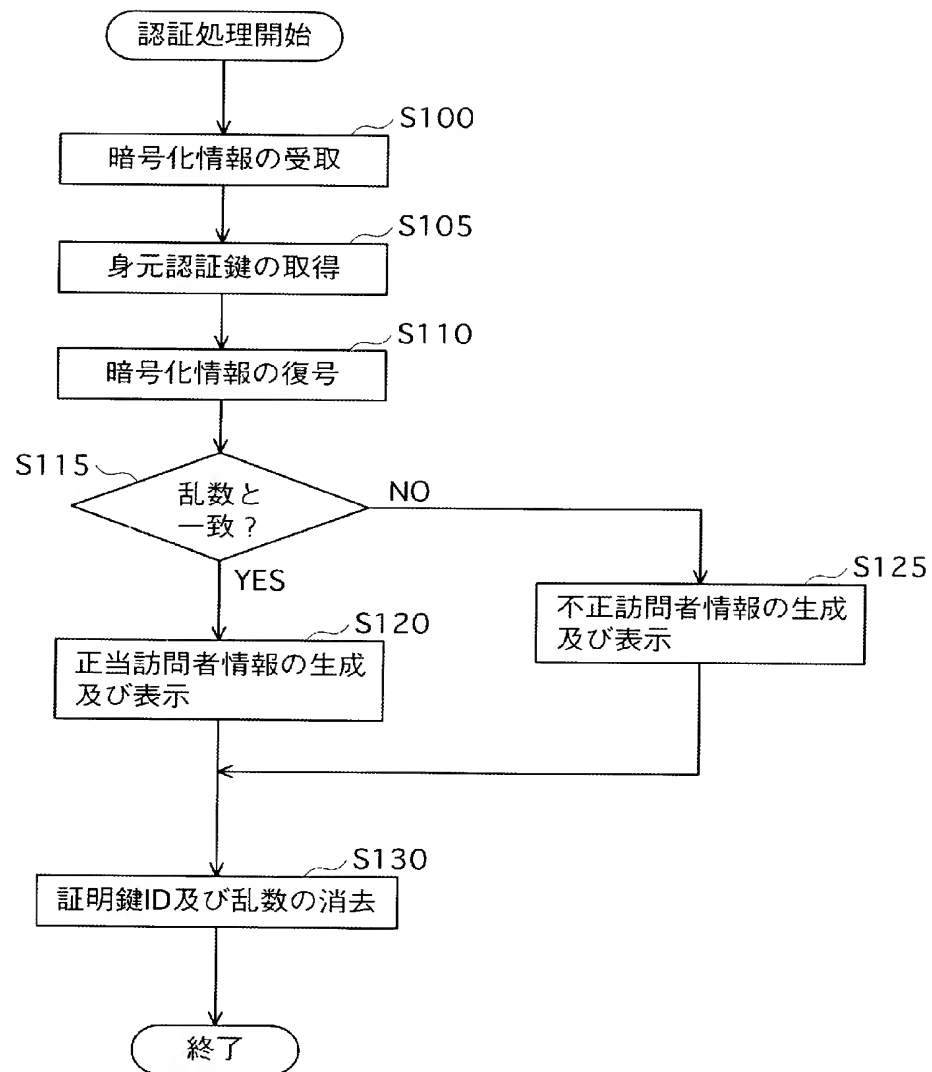 認証処理開始
S100
暗号化情報の受取
S105
身元認証鍵の取得
S110
暗号化情報の復号
S115
乱数と
一致？
NO
YES
S125
不正訪問者情報の生成
及び表示
S120
正当訪問者情報の生成
及び表示
S130
証明鍵ID及び乱数の消去
終了